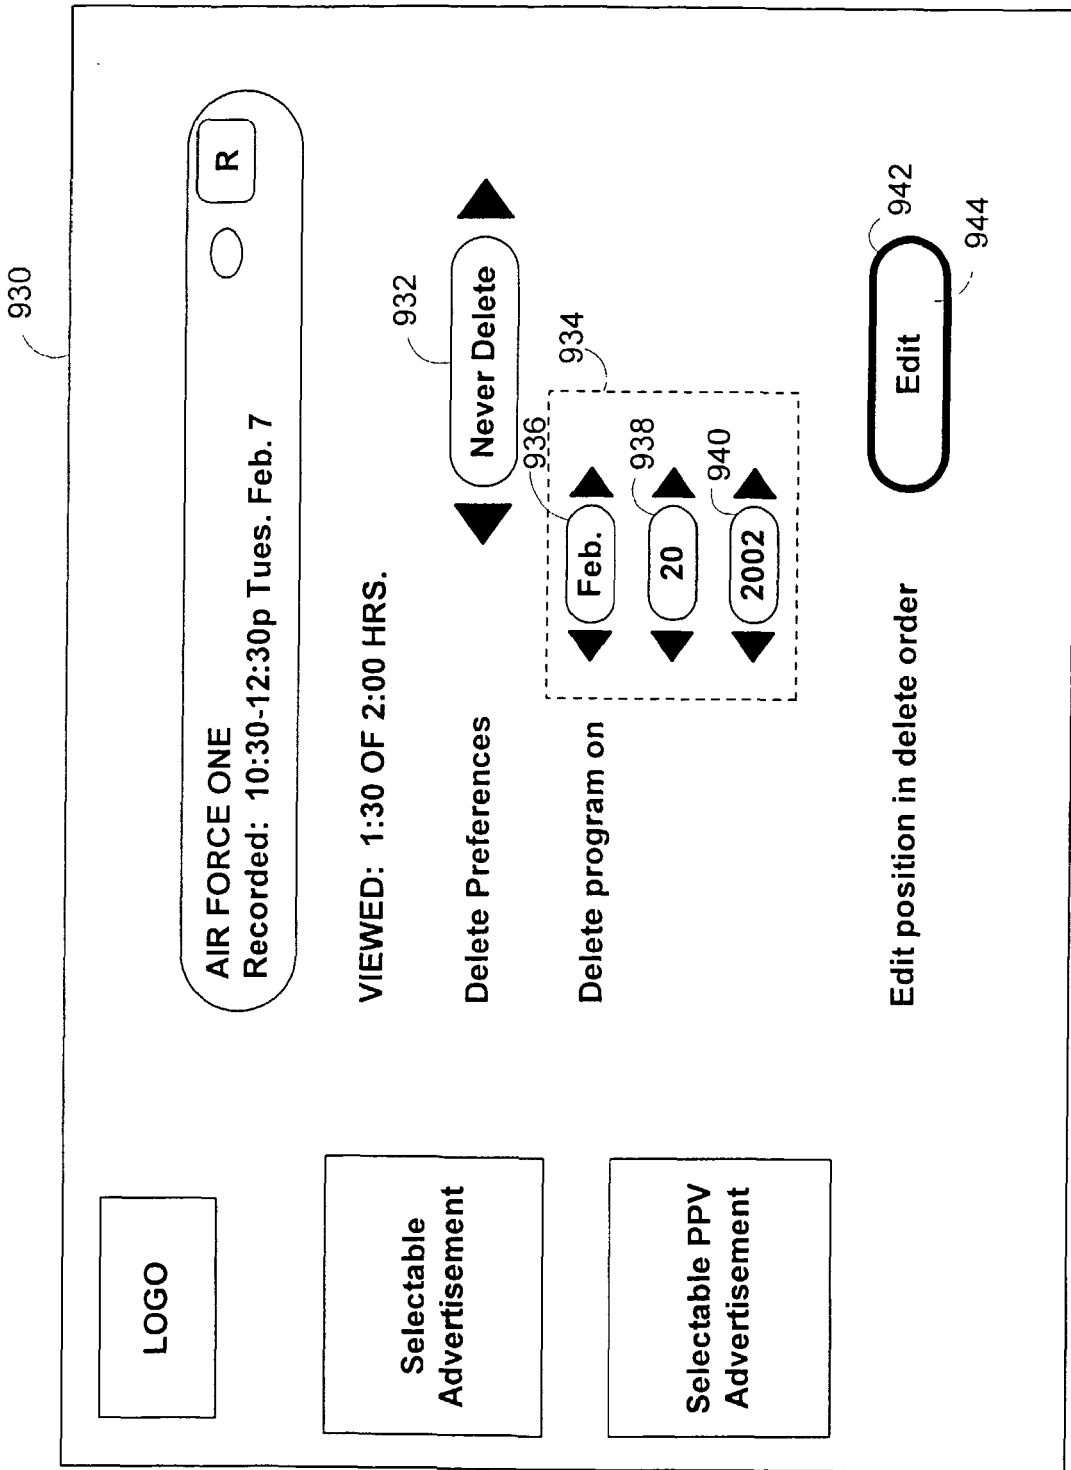 930
LOGO
AIR FORCE ONE
Recorded: 10:30-12:30p Tues. Feb. 7
R
Selectable
Advertisement
VIEWED: 1:30 OF 2:00 HRS.
932
Delete Preferences
Never Delete
934
936
Delete program on
Feb.
938
20
940
2002
Selectable PPV
Advertisement
942
Edit position in delete order
Edit
944